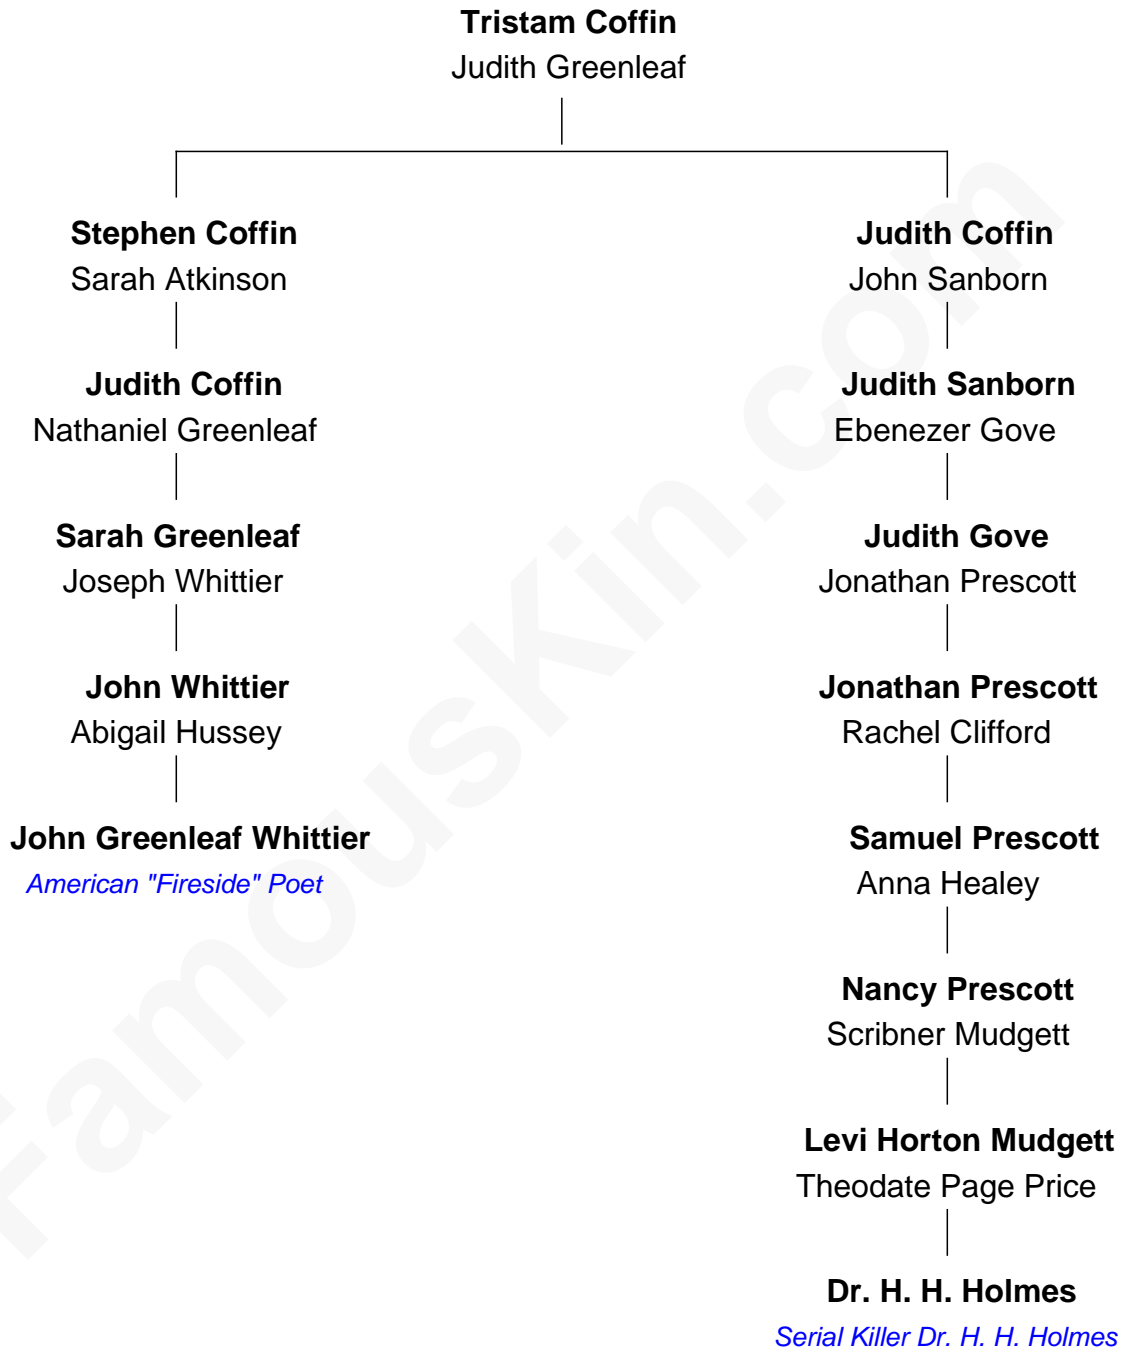 Tristam Coffin
Judith Greenleaf
Stephen Coffin
Sarah Atkinson
Judith Coffin
Nathaniel Greenleaf
Sarah Greenleaf
Joseph Whittier
John Whittier
Abigail Hussey
John Greenleaf Whittier
American "Fireside" Poet
Judith Coffin
John Sanborn
Judith Sanborn
Ebenezer Gove
Judith Gove
Jonathan Prescott
Jonathan Prescott
Rachel Clifford
Samuel Prescott
Anna Healey
Nancy Prescott
Scribner Mudgett
Levi Horton Mudgett
Theodate Page Price
Dr. H. H. Holmes
Serial Killer Dr. H. H. Holmes
FamousKin.com